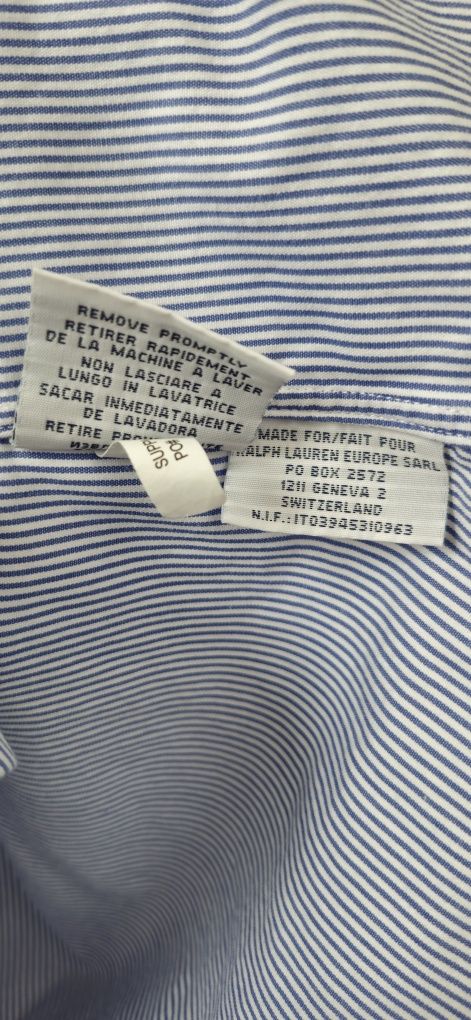 REMOVE PROMPTLY
RETIRER RAPIDEMENT
DE LA MACHINE A LAVER
NON LASCIARE A
LUNGO IN LAVATRICE
SACAR INMEDIATAMENTE
DE LAVADORA
RETIRE
MADE FOR/FAIT POUR
RALPH LAUREN EUROPE SARL
PO BOX 2572
1211 GENEVA 2
SWITZERLAND
N.I.F.:IT03945310963